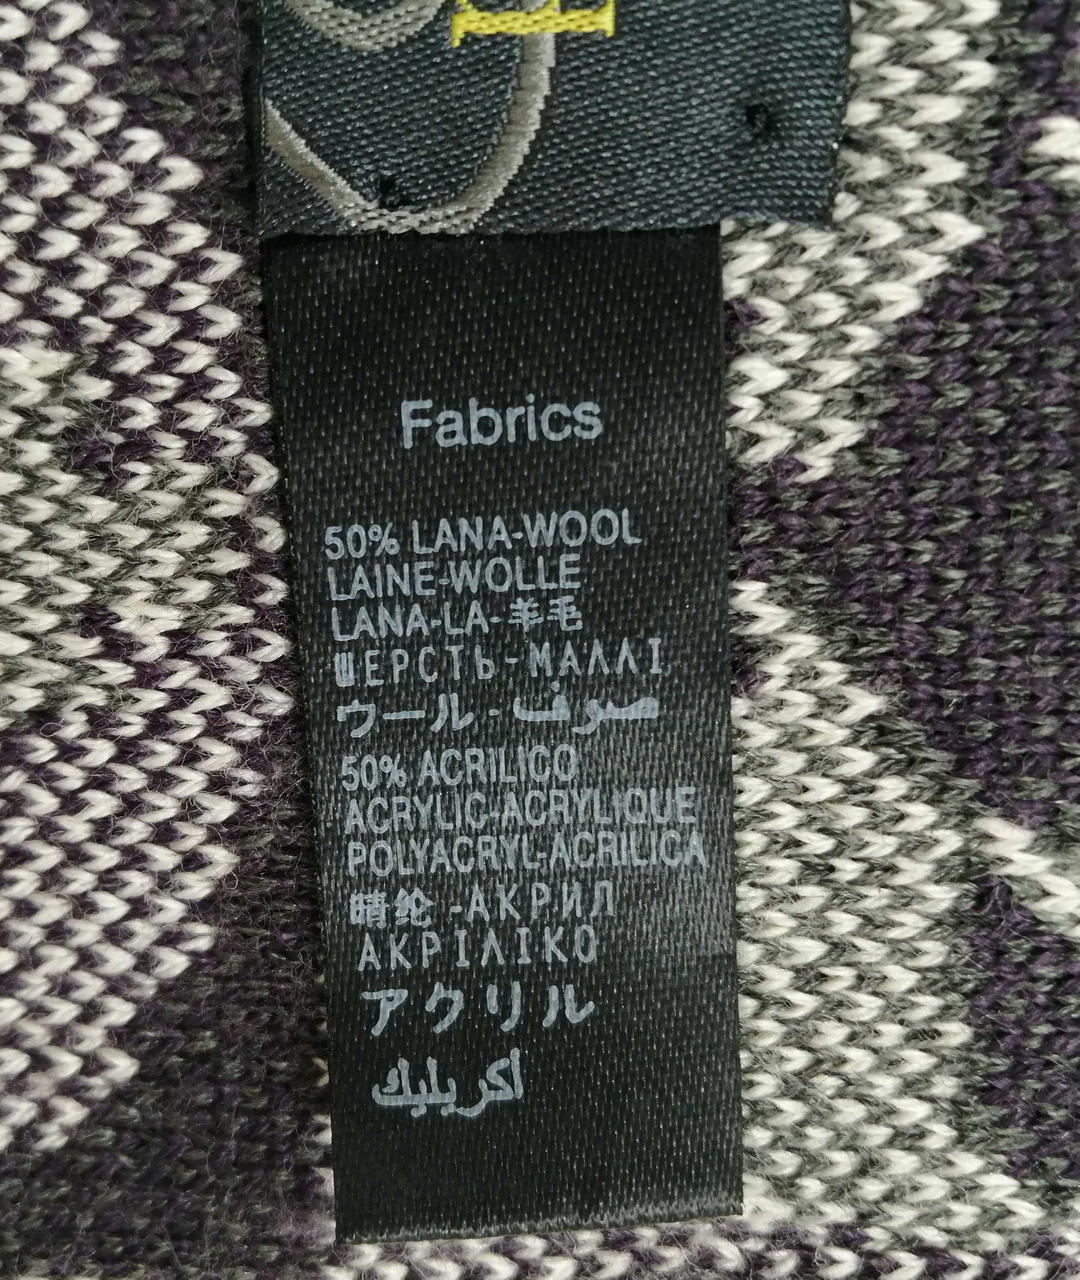 Fabrics
50% LANA-WOOL
LAINE-WOLLE
LANA-LA-羊毛
ШЕРСТЬ-ΜΑΛΛΙ
ウール-صوف
50% ACRILICO
ACRYLIC-ACRYLIQUE
POLYACRYL-ACRILICA
晴纶-АКРИЛ
ΑΚΡΙΛΙΚΟ
アクリル
اكريليك